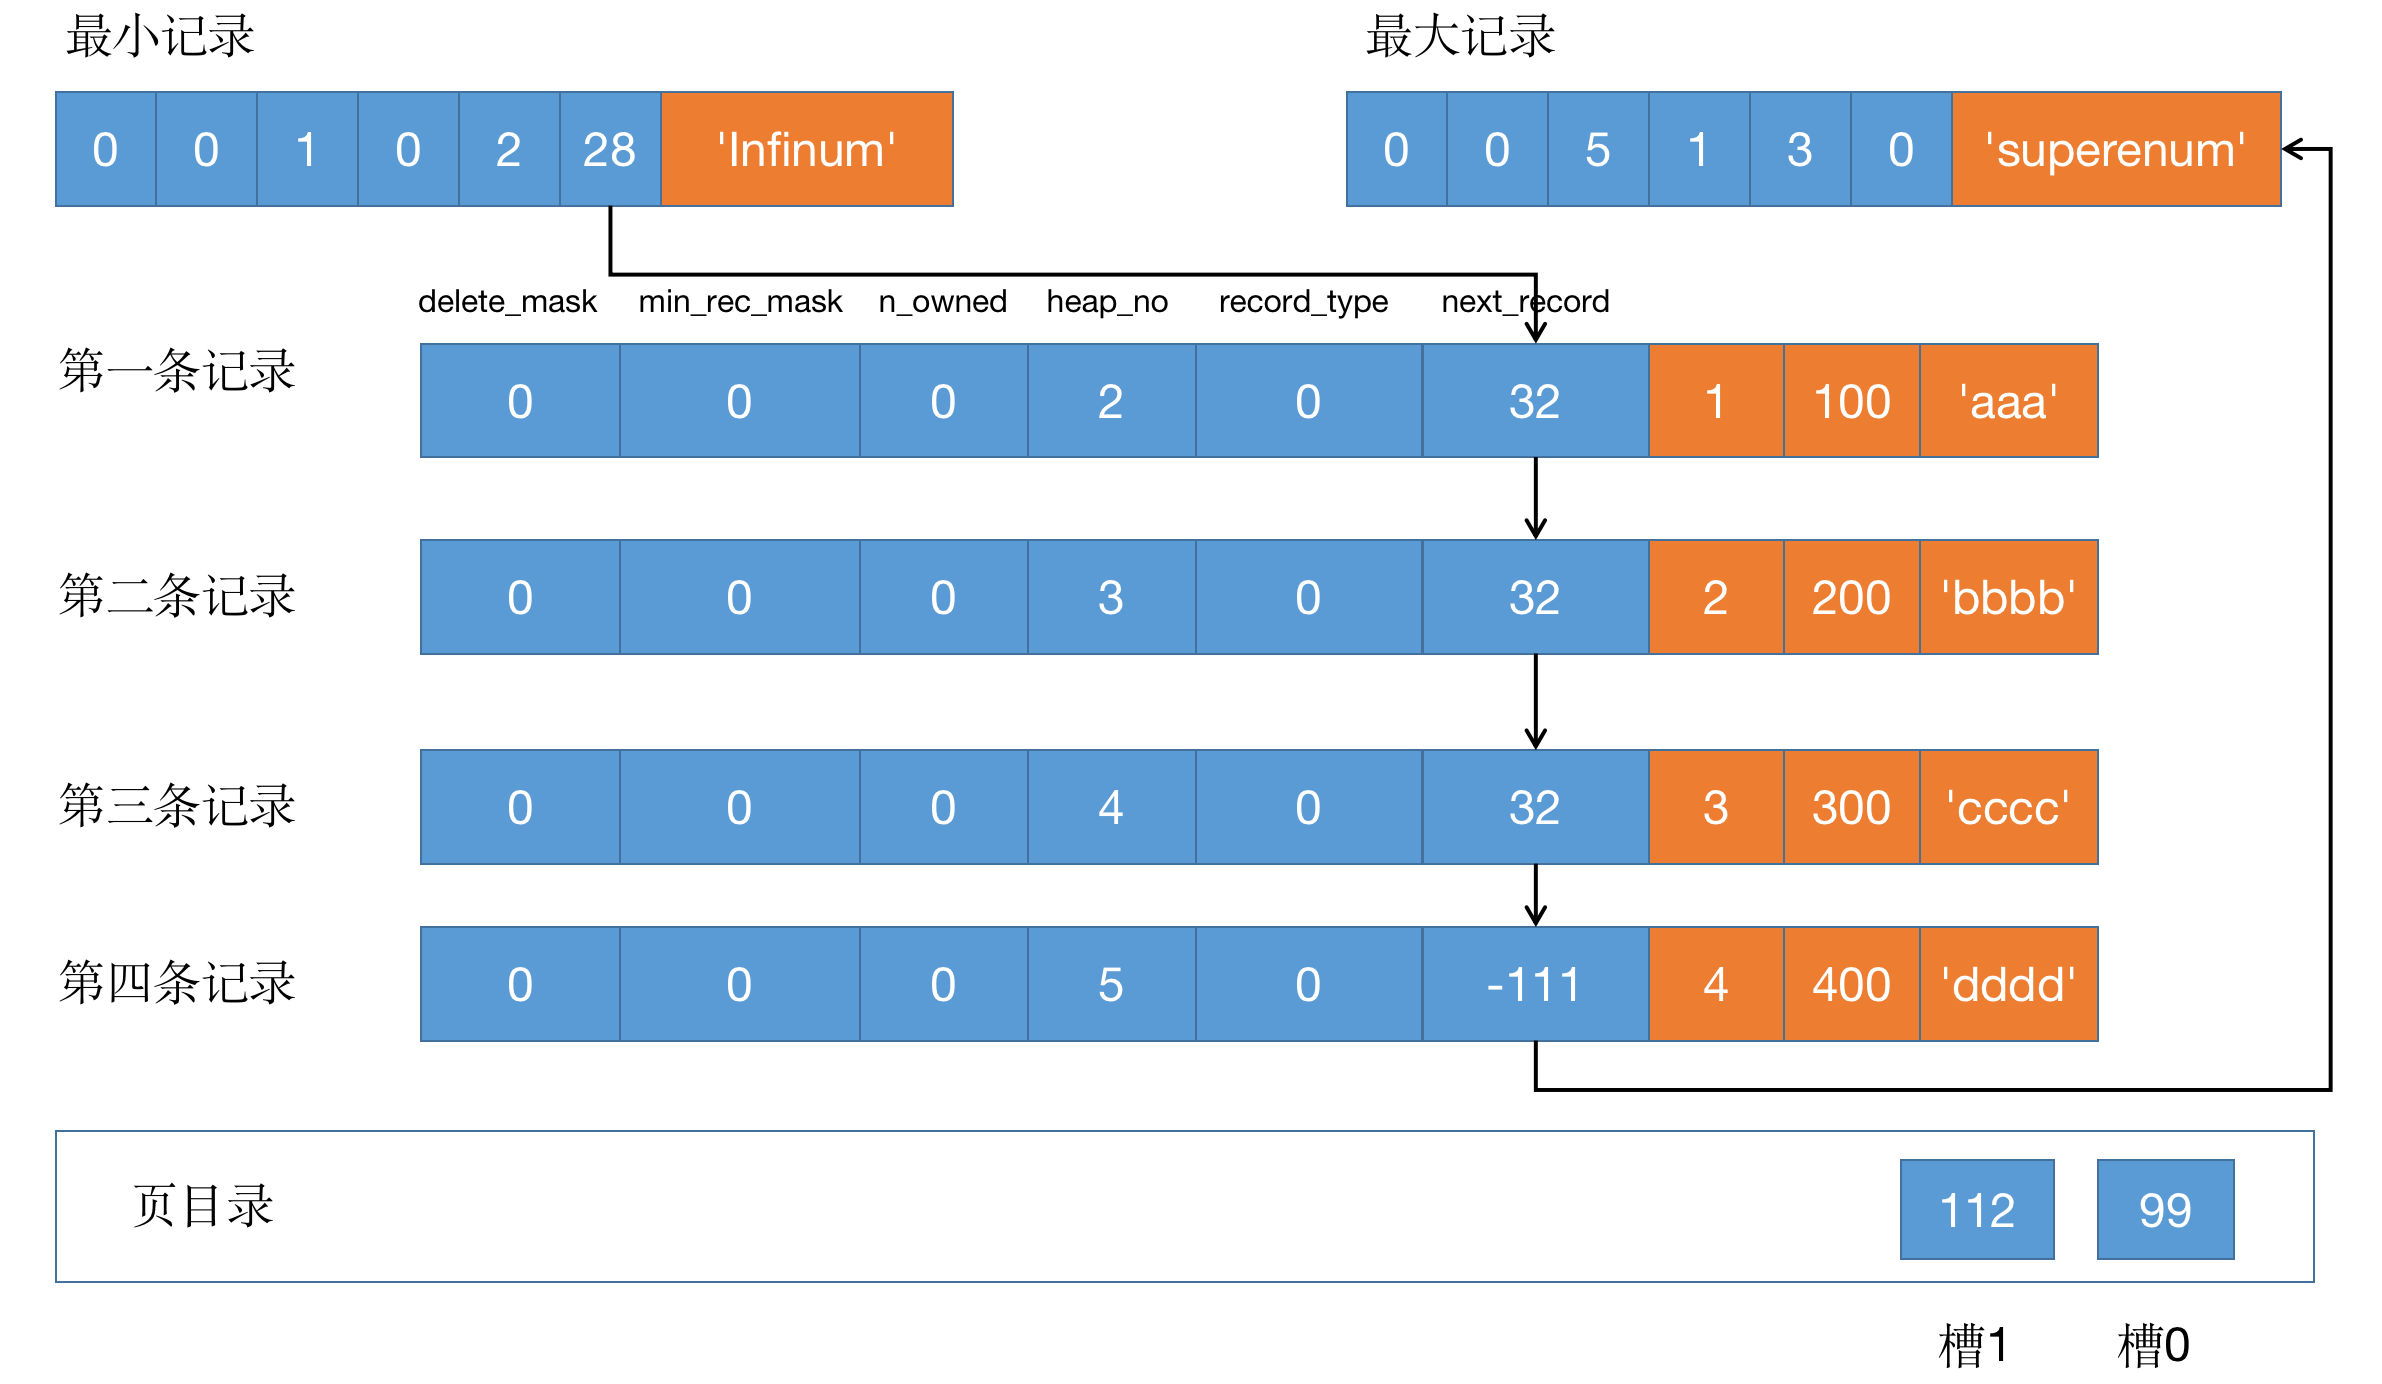 最小记录 最大记录
0 0 1 0 2 28 'Infinum' 0 0 5 1 3 0 'superenum'
delete_mask min_rec_mask n_owned heap_no record_type next_record
第一条记录 0 0 0 2 0 32 1 100 'aaa'
第二条记录 0 0 0 3 0 32 2 200 'bbbb'
第三条记录 0 0 0 4 0 32 3 300 'cccc'
第四条记录 0 0 0 5 0 -111 4 400 'dddd'
页目录 112 99
槽1 槽0